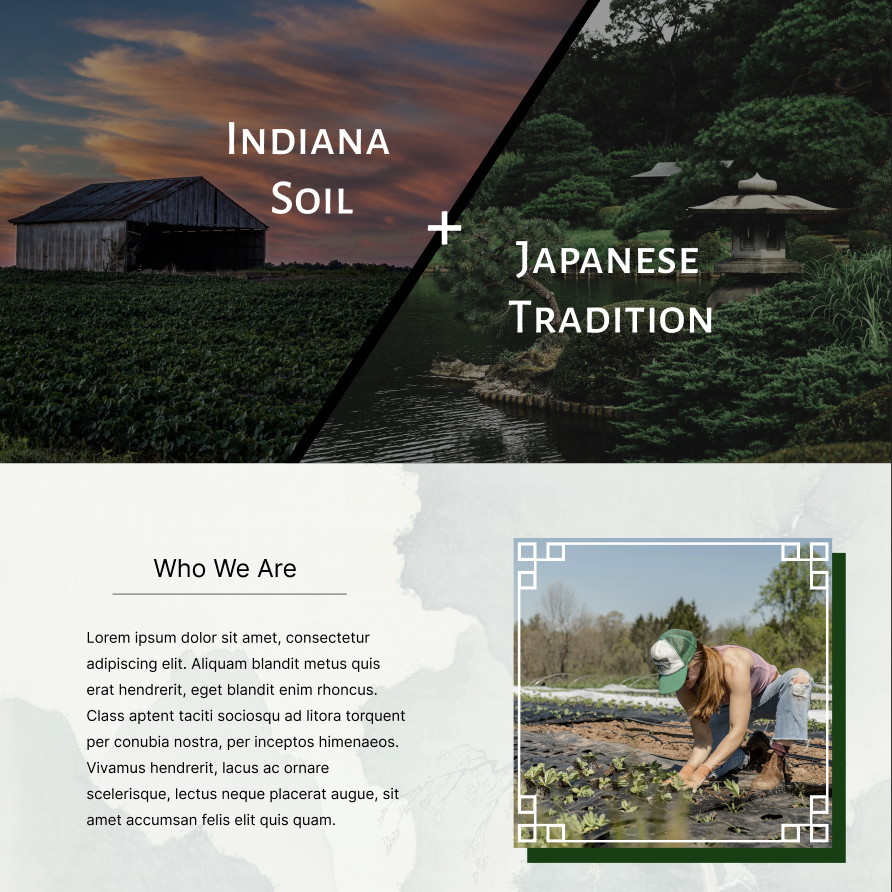 Indiana
Soil
+
Japanese
Tradition
Who We Are
Lorem ipsum dolor sit amet, consectetur
adipiscing elit. Aliquam blandit metus quis
erat hendrerit, eget blandit enim rhoncus.
Class aptent taciti sociosqu ad litora torquent
per conubia nostra, per inceptos himenaeos.
Vivamus hendrerit, lacus ac ornare
scelerisque, lectus neque placerat augue, sit
amet accumsan felis elit quis quam.